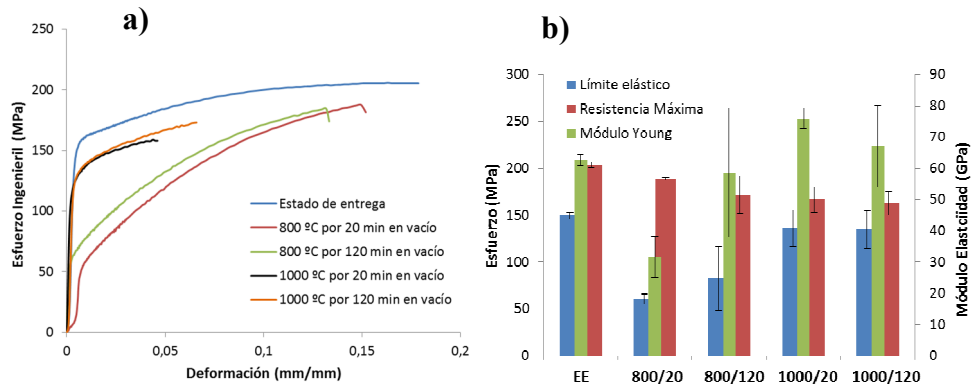 a)
Esfuerzo Ingenieril (MPa)
250
200
150
100
50
0
0
0,05
0,1
0,15
0,2
Deformación (mm/mm)
Estado de entrega
800 ºC por 20 min en vacío
800 ºC por 120 min en vacío
1000 ºC por 20 min en vacío
1000 ºC por 120 min en vacío
b)
Esfuerzo (MPa)
300
250
200
150
100
50
0
Límite elástico
Resistencia Máxima
Módulo Young
90
80
70
60
50
40
30
20
10
0
Módulo Elastciidad (GPa)
EE
800/20
800/120
1000/20
1000/120